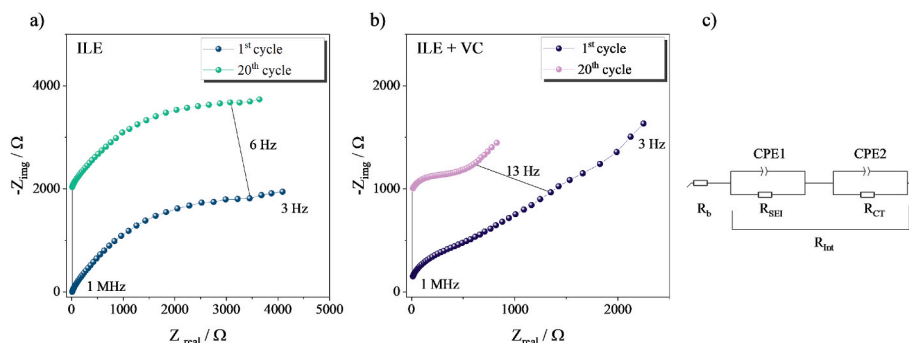 a)
ILE
1st cycle
20th cycle
4000
2000
0
-Zimg / Ω
6 Hz
3 Hz
1 MHz
0 1000 2000 3000 4000 5000
Z real / Ω
b)
ILE + VC
1st cycle
20th cycle
2000
1000
0
-Zimg / Ω
3 Hz
13 Hz
1 MHz
0 1000 2000
Z real / Ω
c)
CPE1 CPE2
Rb RSEI RCT
RInt